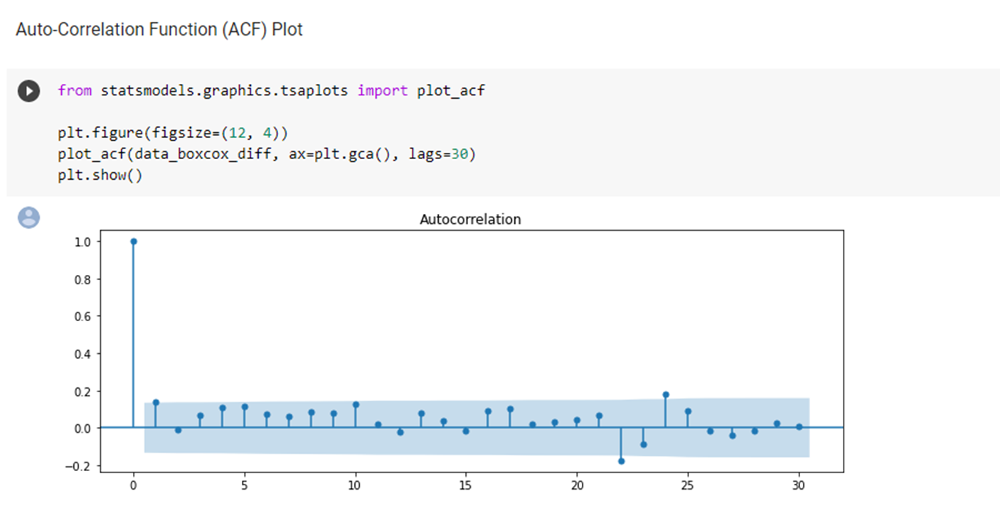 Auto-Correlation Function (ACF) Plot
from statsmodels.graphics.tsaplots import plot_acf
plt.figure(figsize=(12, 4))
plot_acf(data_boxcox_diff, ax=plt.gca(), lags=30)
plt.show()
Autocorrelation
1.0
0.8
0.6
0.4
0.2
0.0
−0.2
0 5 10 15 20 25 30